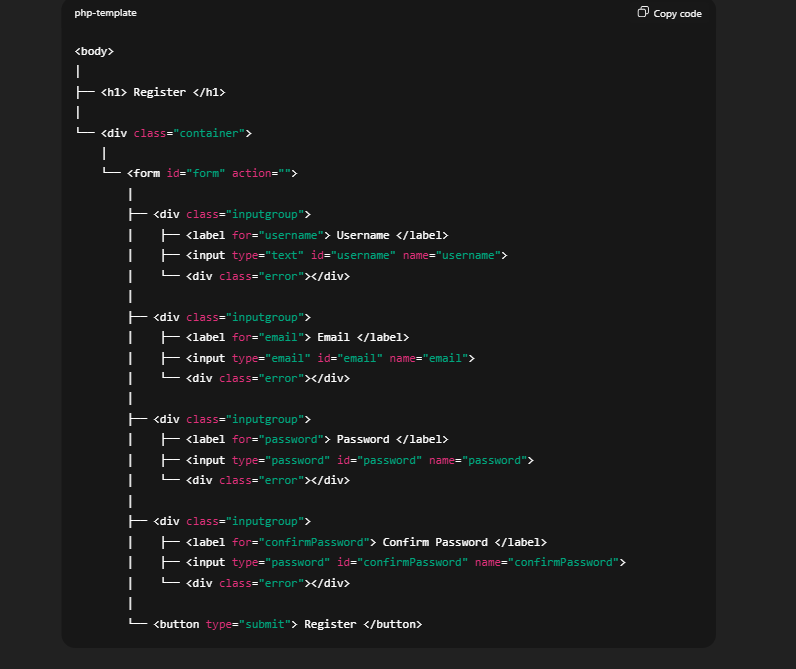 php-template
Copy code
<body>
|
├── <h1> Register </h1>
|
└── <div class="container">
    |
    └── <form id="form" action="">
        |
        ├── <div class="inputgroup">
        |    ├── <label for="username"> Username </label>
        |    ├── <input type="text" id="username" name="username">
        |    └── <div class="error"></div>
        |
        ├── <div class="inputgroup">
        |    ├── <label for="email"> Email </label>
        |    ├── <input type="email" id="email" name="email">
        |    └── <div class="error"></div>
        |
        ├── <div class="inputgroup">
        |    ├── <label for="password"> Password </label>
        |    ├── <input type="password" id="password" name="password">
        |    └── <div class="error"></div>
        |
        ├── <div class="inputgroup">
        |    ├── <label for="confirmPassword"> Confirm Password </label>
        |    ├── <input type="password" id="confirmPassword" name="confirmPassword">
        |    └── <div class="error"></div>
        |
        └── <button type="submit"> Register </button>